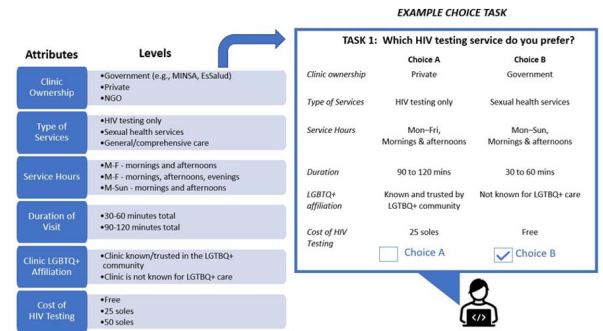 EXAMPLE CHOICE TASK
Attributes
Levels
Clinic
Ownership
•Government (e.g., MINSA, EsSalud)
•Private
•NGO
Type of
Services
•HIV testing only
•Sexual health services
•General/comprehensive care
Service Hours
•M-F - mornings and afternoons
•M-F - mornings, afternoons, evenings
•M-Sun - mornings and afternoons
Duration of
Visit
•30-60 minutes total
•90-120 minutes total
Clinic LGBTQ+
Affiliation
•Clinic known/trusted in the LGTBQ+
community
•Clinic is not known for LGTBQ+ care
Cost of
HIV Testing
•Free
•25 soles
•50 soles
TASK 1: Which HIV testing service do you prefer?
Choice A
Choice B
Clinic ownership
Private
Government
Type of Services
HIV testing only
Sexual health services
Service Hours
Mon–Fri,
Mornings & afternoons
Mon–Sun,
Mornings & afternoons
Duration
90 to 120 mins
30 to 60 mins
LGBTQ+
affiliation
Known and trusted by
LGTBQ+ community
Not known for LGTBQ+ care
Cost of HIV
Testing
25 soles
Free
Choice A
Choice B
</>